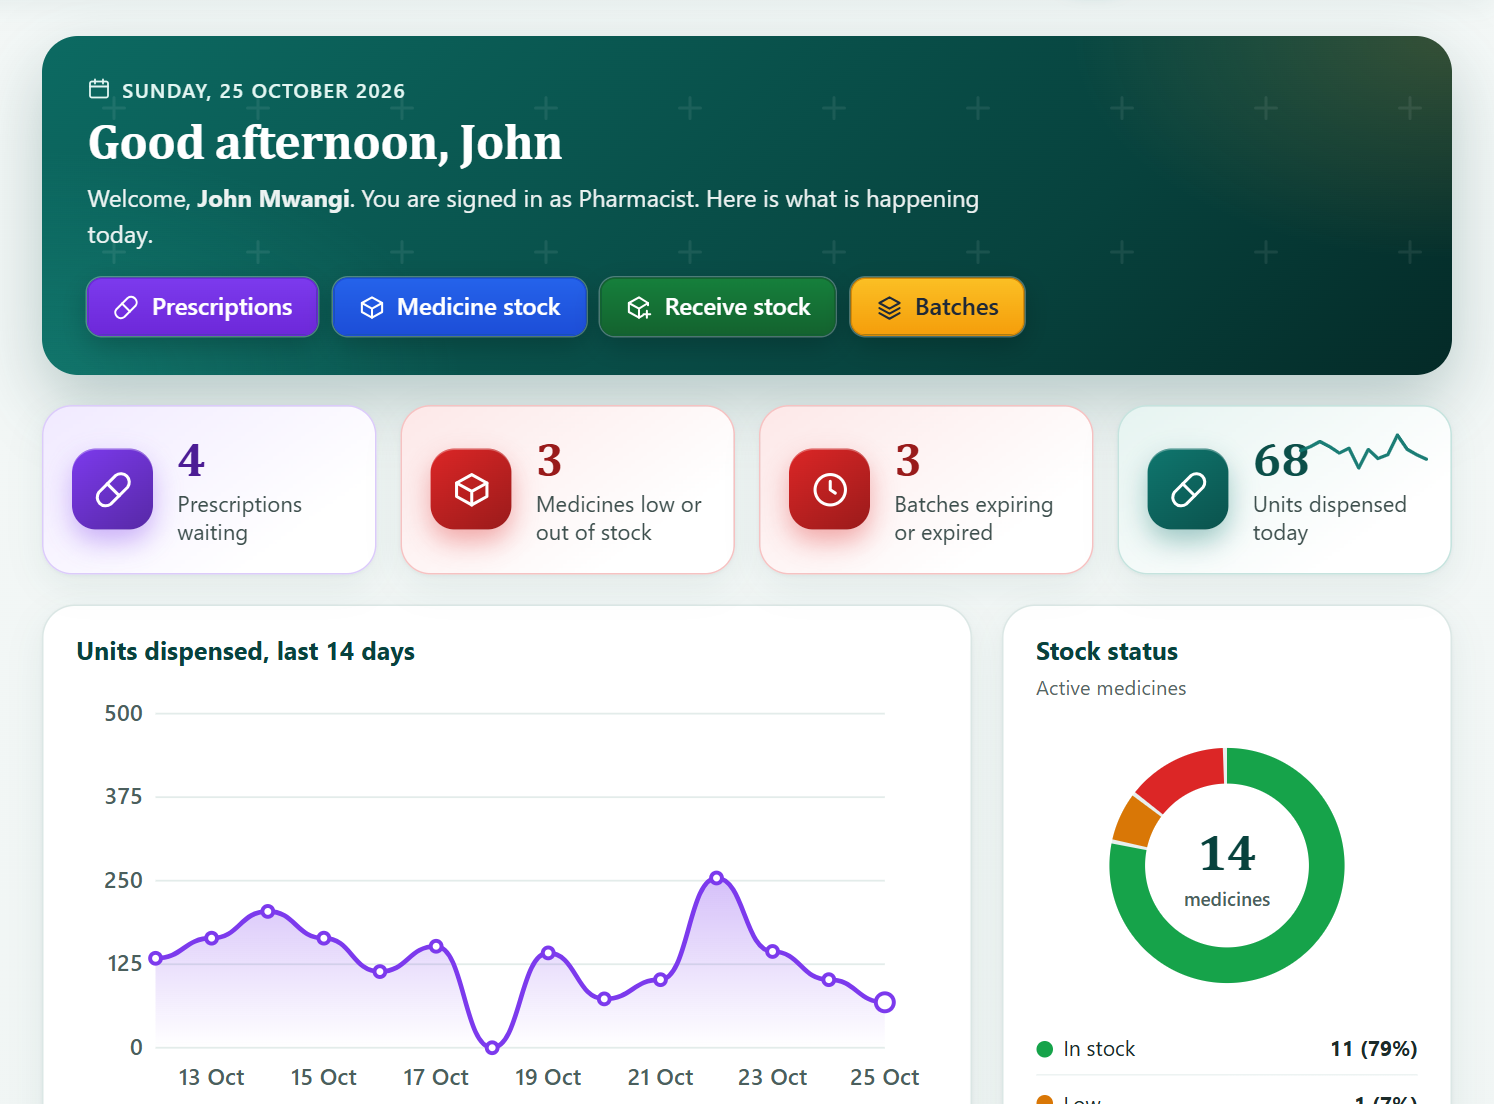 SUNDAY, 25 OCTOBER 2026
Good afternoon, John
Welcome, John Mwangi. You are signed in as Pharmacist. Here is what is happening
today.
Prescriptions
Medicine stock
Receive stock
Batches
4
Prescriptions
waiting
3
Medicines low or
out of stock
3
Batches expiring
or expired
68
Units dispensed
today
Units dispensed, last 14 days
500
375
250
125
0
13 Oct
15 Oct
17 Oct
19 Oct
21 Oct
23 Oct
25 Oct
Stock status
Active medicines
14
medicines
In stock
11 (79%)
Low
1 (7%)